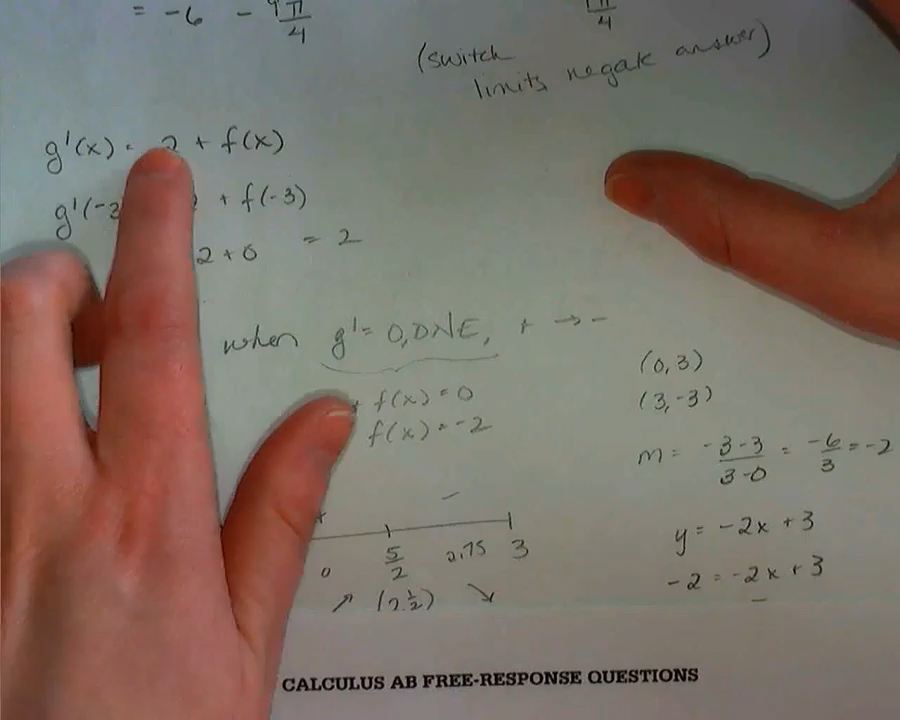 = -6 - 9π/4
π/4
(switch
limits negate answer)
g'(x) = 2 + f(x)
g'(-3 + f(-3)
2 + 0 = 2
when g' = 0, DNE, + → -
+ f(x) = 0
f(x) = -2
(0,3)
(3,-3)
m = -3-3/3-0 = -6/3 = -2
y = -2x + 3
-2 = -2x + 3
+ -
0 5/2 2.75 3
↗ (2 1/2) ↘
CALCULUS AB FREE-RESPONSE QUESTIONS